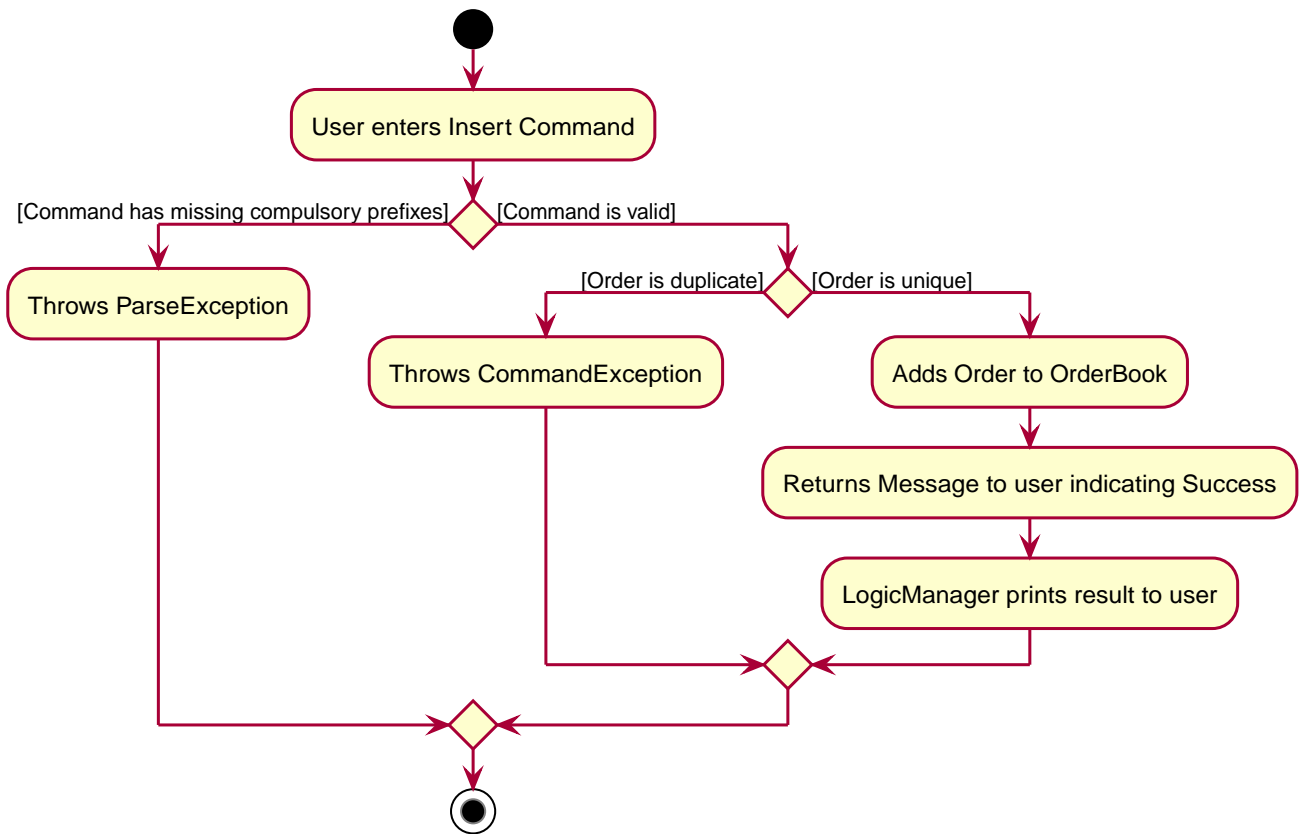 User enters Insert Command
[Command has missing compulsory prefixes]
[Command is valid]
Throws ParseException
[Order is duplicate]
[Order is unique]
Throws CommandException
Adds Order to OrderBook
Returns Message to user indicating Success
LogicManager prints result to user